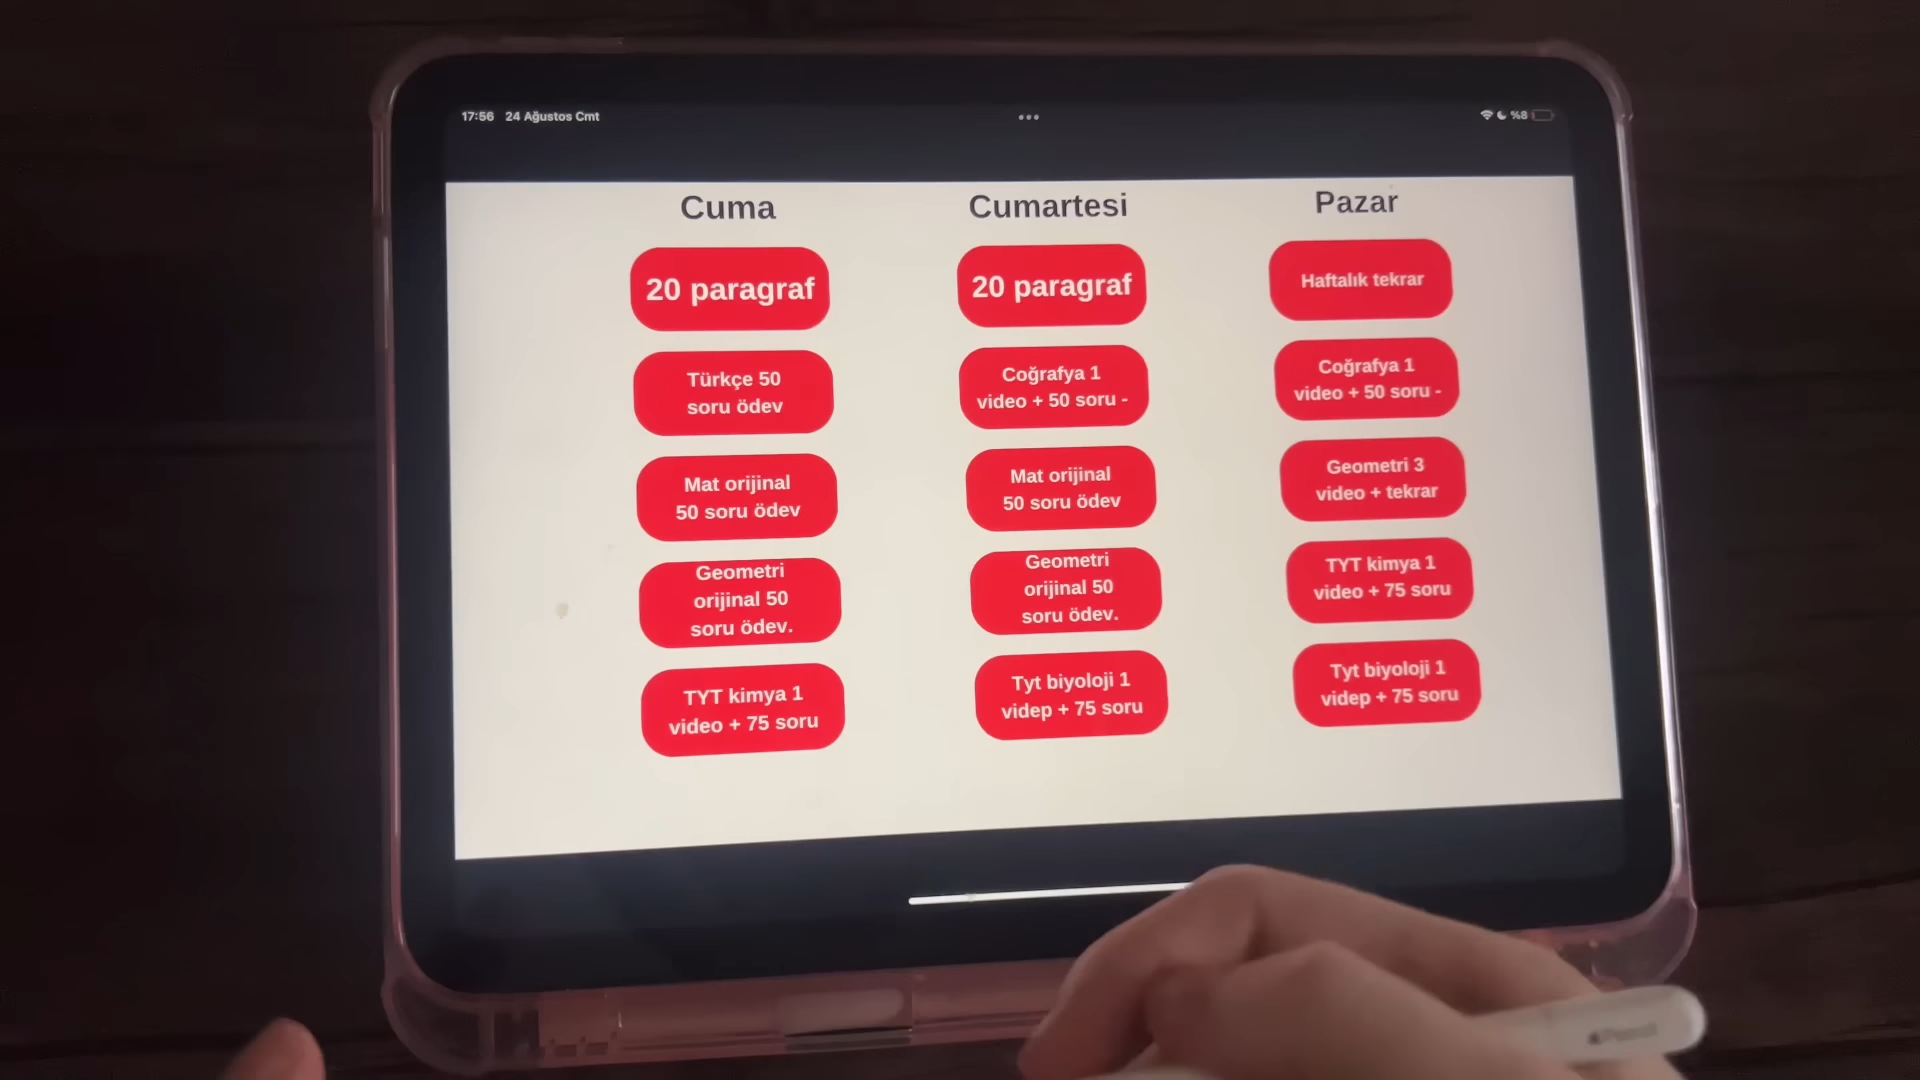 17:56 24 Ağustos Cmt
%8
Cuma
20 paragraf
Türkçe 50
soru ödev
Mat orijinal
50 soru ödev
Geometri
orijinal 50
soru ödev.
TYT kimya 1
video + 75 soru
Cumartesi
20 paragraf
Coğrafya 1
video + 50 soru -
Mat orijinal
50 soru ödev
Geometri
orijinal 50
soru ödev.
Tyt biyoloji 1
videp + 75 soru
Pazar
Haftalık tekrar
Coğrafya 1
video + 50 soru -
Geometri 3
video + tekrar
TYT kimya 1
video + 75 soru
Tyt biyoloji 1
videp + 75 soru